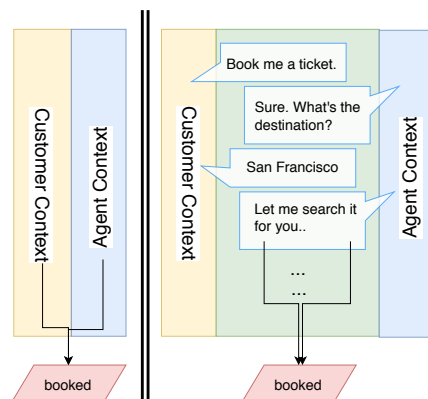 Customer Context
Agent Context
booked
Customer Context
Book me a ticket.
Sure. What's the
destination?
San Francisco
Let me search it
for you..
...
...
Agent Context
booked